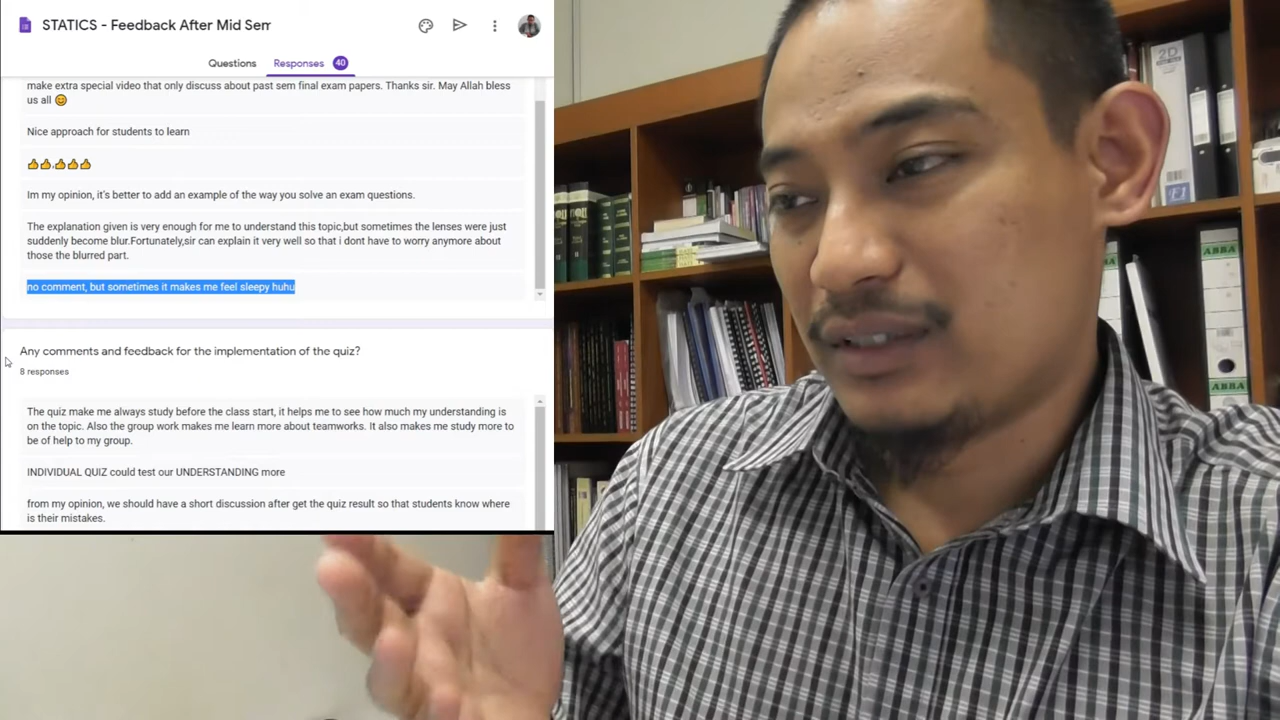 STATICS - Feedback After Mid Sem
Questions
Responses 40
make extra special video that only discuss about past sem final exam papers. Thanks sir. May Allah bless
us all 😊
Nice approach for students to learn
👍👍,👍👍👍
Im my opinion, it's better to add an example of the way you solve an exam questions.
The explanation given is very enough for me to understand this topic,but sometimes the lenses were just
suddenly become blur.Fortunately,sir can explain it very well so that i dont have to worry anymore about
those the blurred part.
no comment, but sometimes it makes me feel sleepy huhu
Any comments and feedback for the implementation of the quiz?
8 responses
The quiz make me always study before the class start, it helps me to see how much my understanding is
on the topic. Also the group work makes me learn more about teamworks. It also makes me study more to
be of help to my group.
INDIVIDUAL QUIZ could test our UNDERSTANDING more
from my opinion, we should have a short discussion after get the quiz result so that students know where
is their mistakes.
2D
ABBA
ABBA